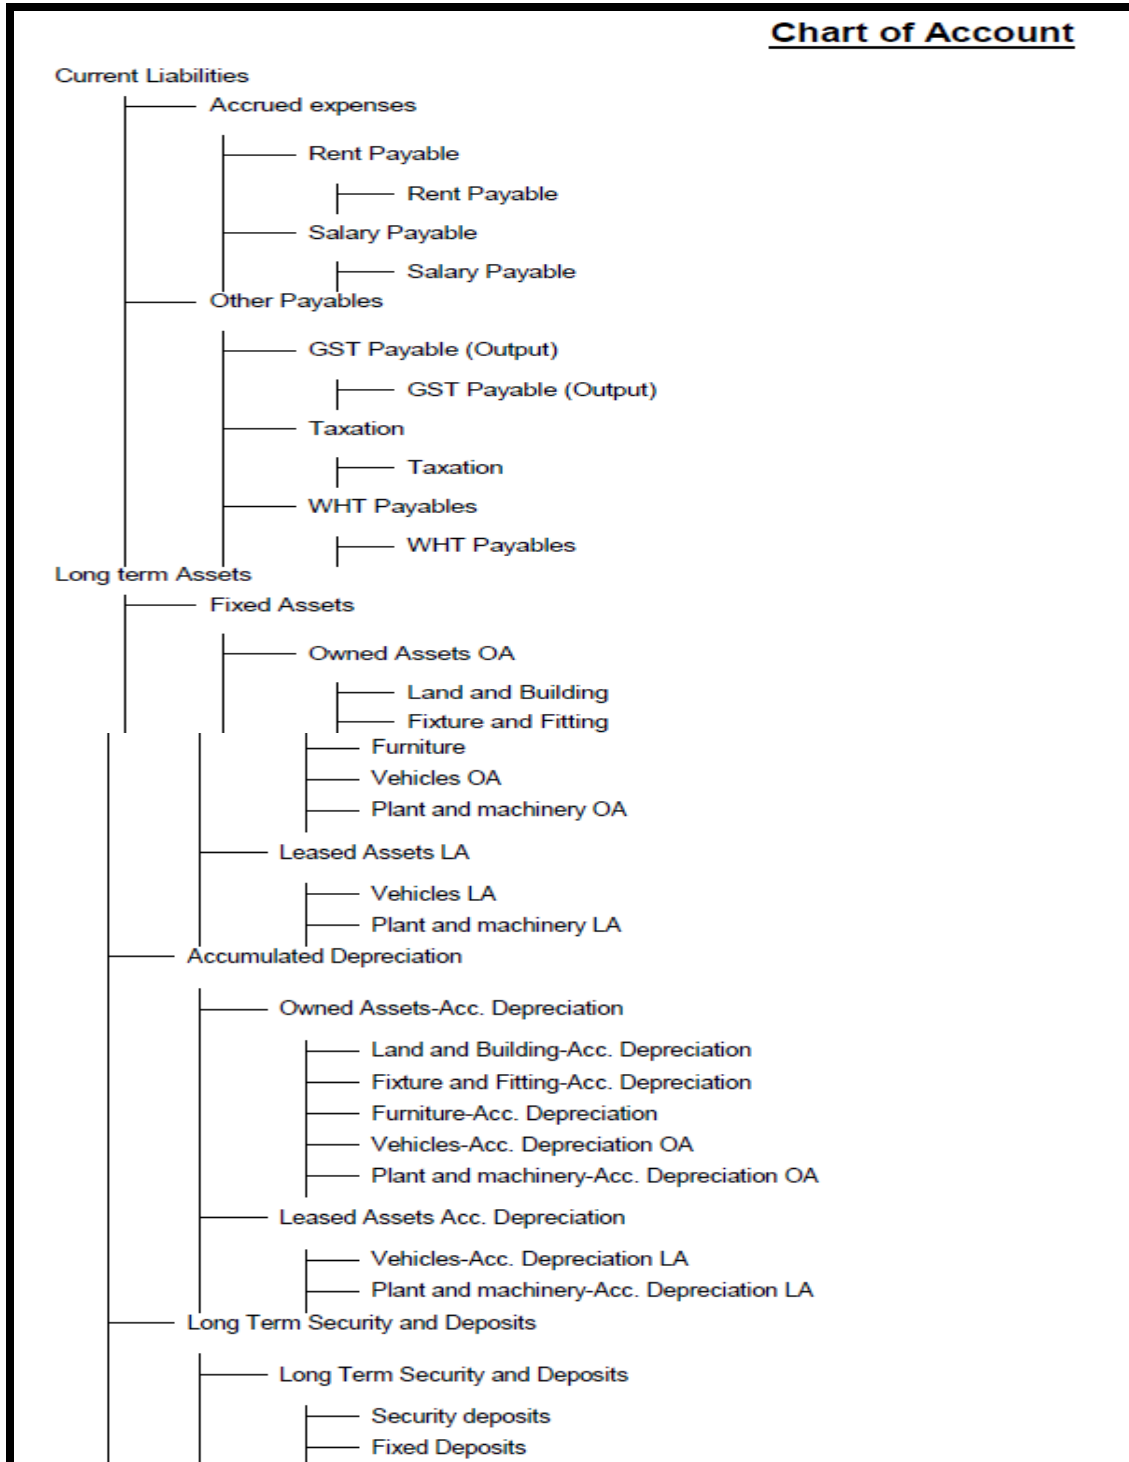 Chart of Account
Current Liabilities
Accrued expenses
Rent Payable
Rent Payable
Salary Payable
Salary Payable
Other Payables
GST Payable (Output)
GST Payable (Output)
Taxation
Taxation
WHT Payables
WHT Payables
Long term Assets
Fixed Assets
Owned Assets OA
Land and Building
Fixture and Fitting
Furniture
Vehicles OA
Plant and machinery OA
Leased Assets LA
Vehicles LA
Plant and machinery LA
Accumulated Depreciation
Owned Assets-Acc. Depreciation
Land and Building-Acc. Depreciation
Fixture and Fitting-Acc. Depreciation
Furniture-Acc. Depreciation
Vehicles-Acc. Depreciation OA
Plant and machinery-Acc. Depreciation OA
Leased Assets Acc. Depreciation
Vehicles-Acc. Depreciation LA
Plant and machinery-Acc. Depreciation LA
Long Term Security and Deposits
Long Term Security and Deposits
Security deposits
Fixed Deposits